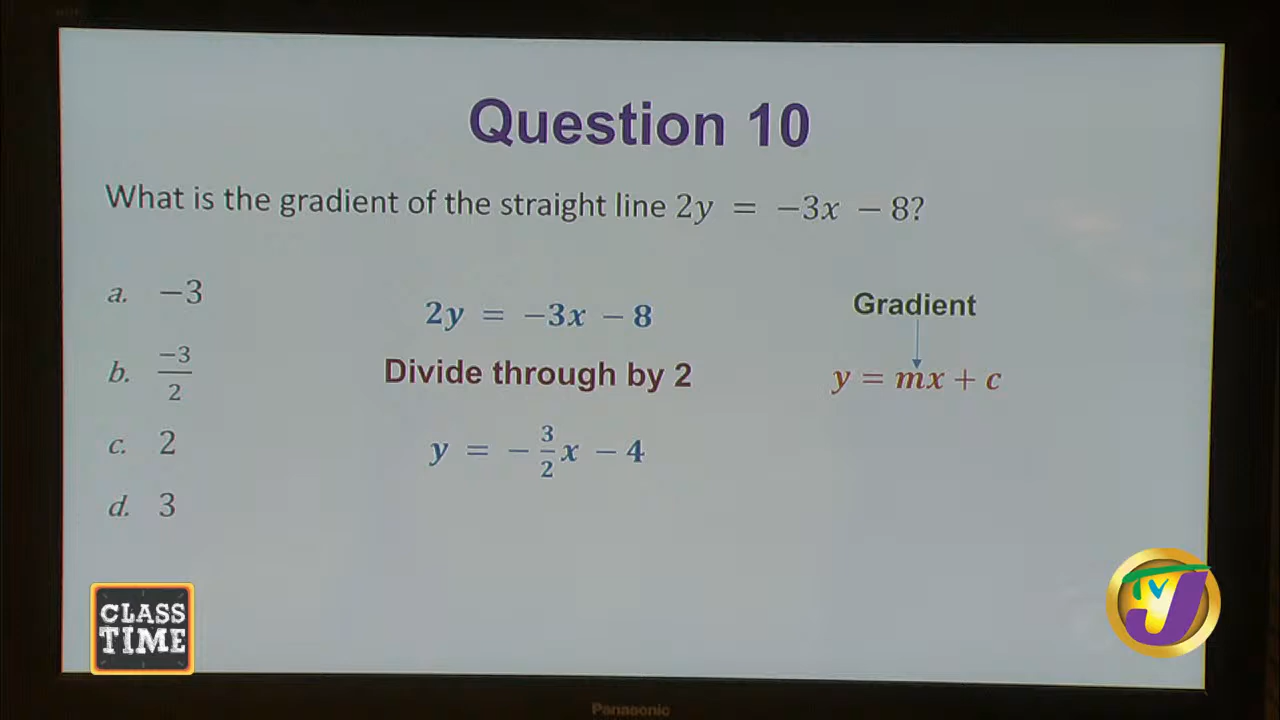 Question 10
What is the gradient of the straight line 2y = −3x − 8?
a. −3
b. −3/2
c. 2
d. 3
2y = −3x − 8
Divide through by 2
y = −3/2x − 4
Gradient
y = mx + c
CLASS
TIME
TVJ
Panasonic